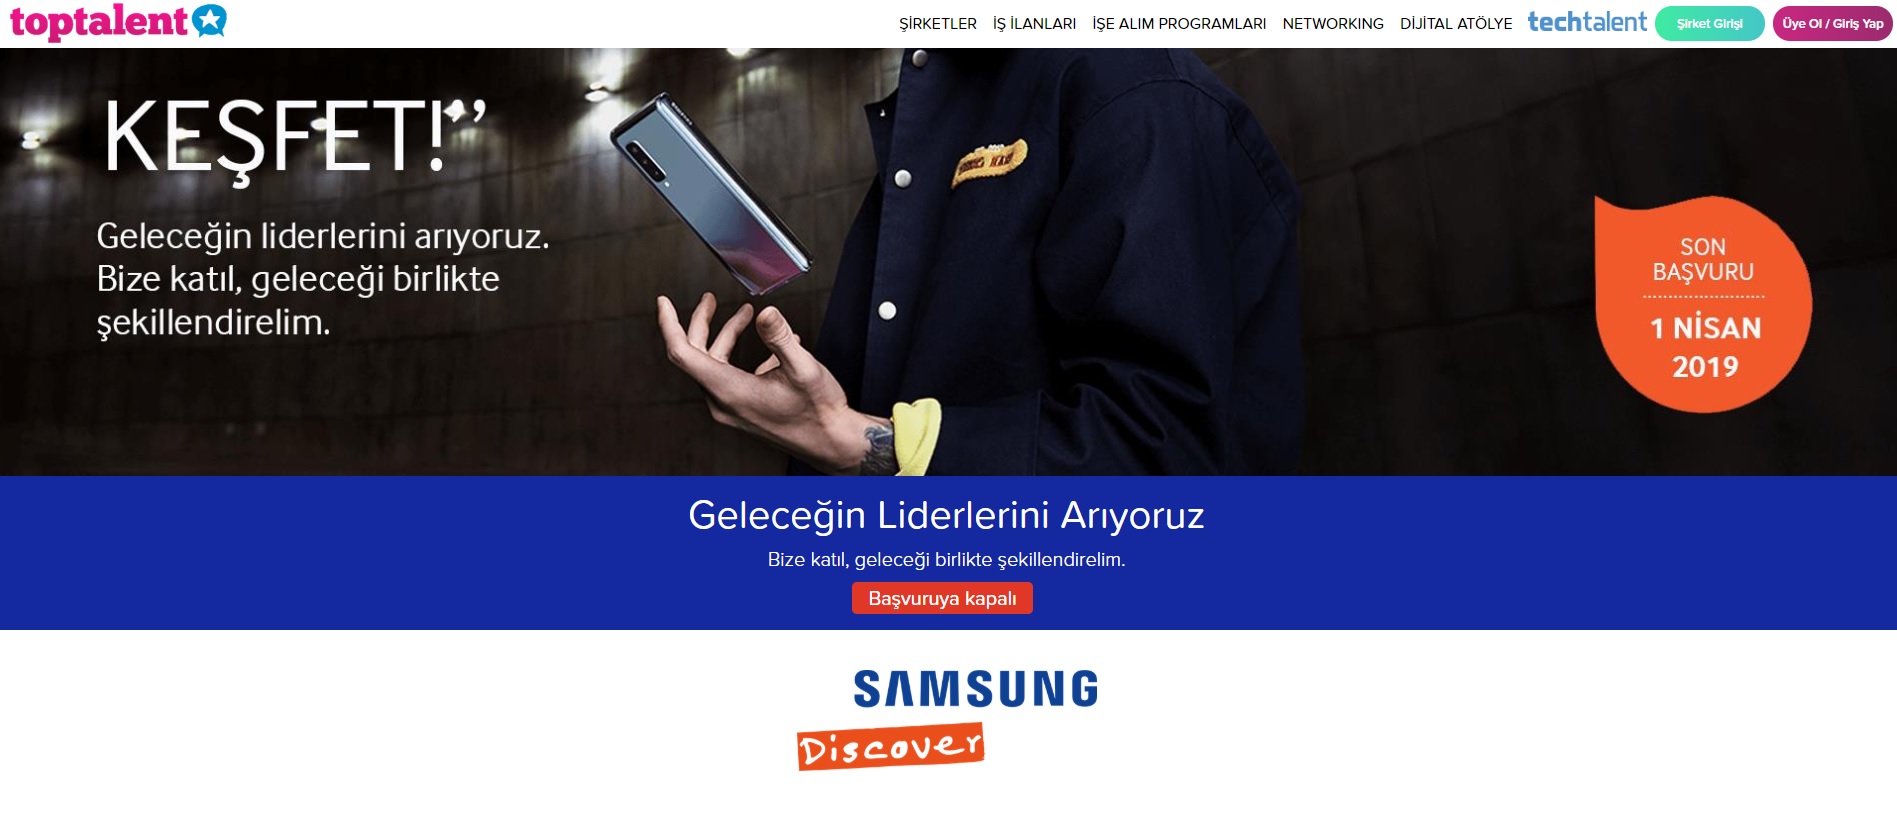 toptalent
ŞİRKETLER İŞ İLANLARI İŞE ALIM PROGRAMLARI NETWORKING DİJİTAL ATÖLYE techtalent Şirket Girişi Üye Ol / Giriş Yap
KEŞFET!”
Geleceğin liderlerini arıyoruz.
Bize katıl, geleceği birlikte
şekillendirelim.
SON
BAŞVURU
1 NİSAN
2019
Geleceğin Liderlerini Arıyoruz
Bize katıl, geleceği birlikte şekillendirelim.
Başvuruya kapalı
SAMSUNG
Discover